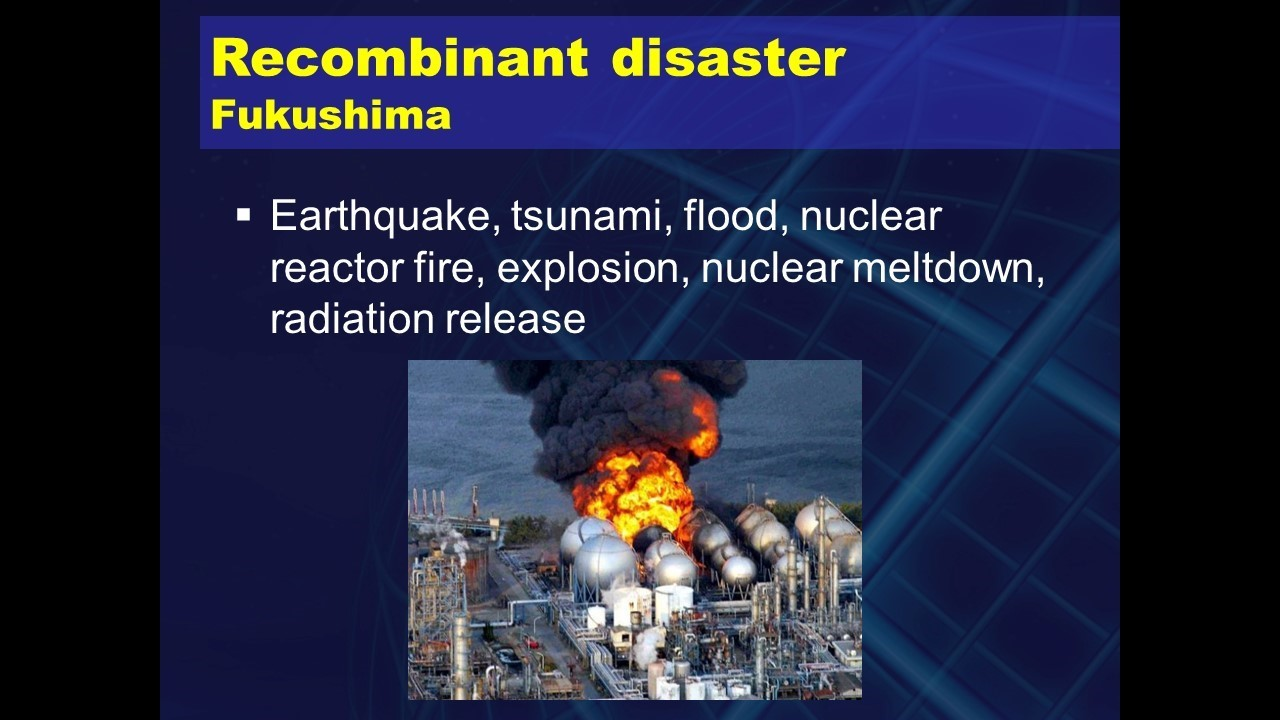 Recombinant disaster
Fukushima
▪ Earthquake, tsunami, flood, nuclear
reactor fire, explosion, nuclear meltdown,
radiation release